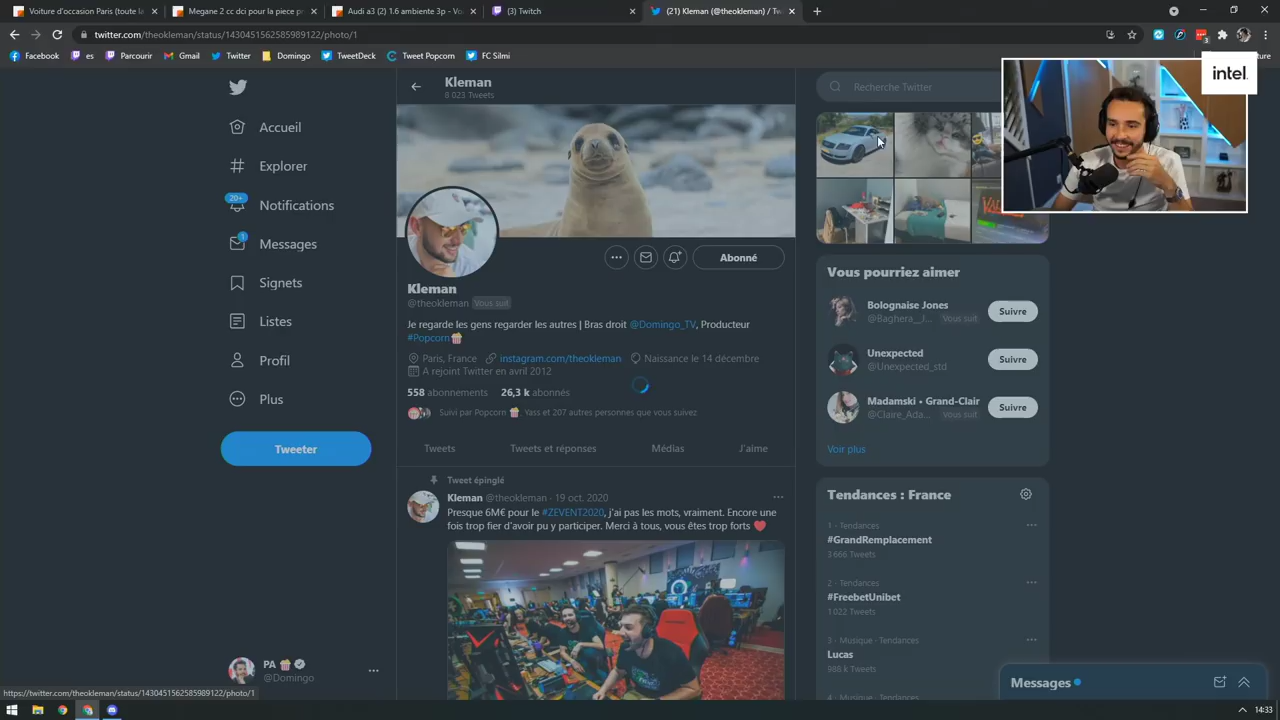 Voiture d'occasion Paris (toute la
Megane 2 cc dci pour la piece pr
Audi a3 (2) 1.6 ambiente 3p - Vo
(3) Twitch
(21) Kleman (@theokleman) / Tw
twitter.com/theokleman/status/1430451562585989122/photo/1
3
Facebook
es
Parcourir
Gmail
Twitter
Domingo
TweetDeck
Tweet Popcorn
FC Silmi
ture
intel.
Kleman
8 023 Tweets
Recherche Twitter
Accueil
Explorer
20+
Notifications
1
Messages
Signets
Listes
Profil
Plus
Tweeter
Abonné
Kleman
@theokleman Vous suit
Je regarde les gens regarder les autres | Bras droit @Domingo_TV, Producteur
#Popcorn🍿
Paris, France instagram.com/theokleman Naissance le 14 décembre
A rejoint Twitter en avril 2012
558 abonnements 26,3 k abonnés
Suivi par Popcorn 🍿 Yass et 207 autres personnes que vous suivez
Tweets
Tweets et réponses
Médias
J'aime
Tweet épinglé
Kleman @theokleman · 19 oct. 2020
Presque 6M€ pour le #ZEVENT2020, j'ai pas les mots, vraiment. Encore une
fois trop fier d'avoir pu y participer. Merci à tous, vous êtes trop forts ❤️
Vous pourriez aimer
Bolognaise Jones
@Baghera__J... Vous suit
Suivre
Unexpected
@Unexpected_std
Suivre
Madamski • Grand-Clair
@Claire_Ada... Vous suit
Suivre
Voir plus
Tendances : France
1 · Tendances
#GrandRemplacement
3 666 Tweets
2 · Tendances
#FreebetUnibet
1 022 Tweets
3 · Musique · Tendances
Lucas
988 k Tweets
4 · Musique · Tendances
PA 🍿
@Domingo
Messages
https://twitter.com/theokleman/status/1430451562585989122/photo/1
14:33